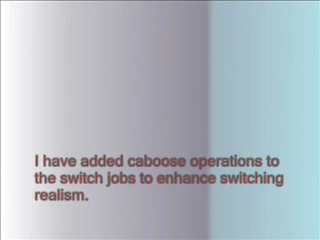 I have added caboose operations to
the switch jobs to enhance switching
realism.